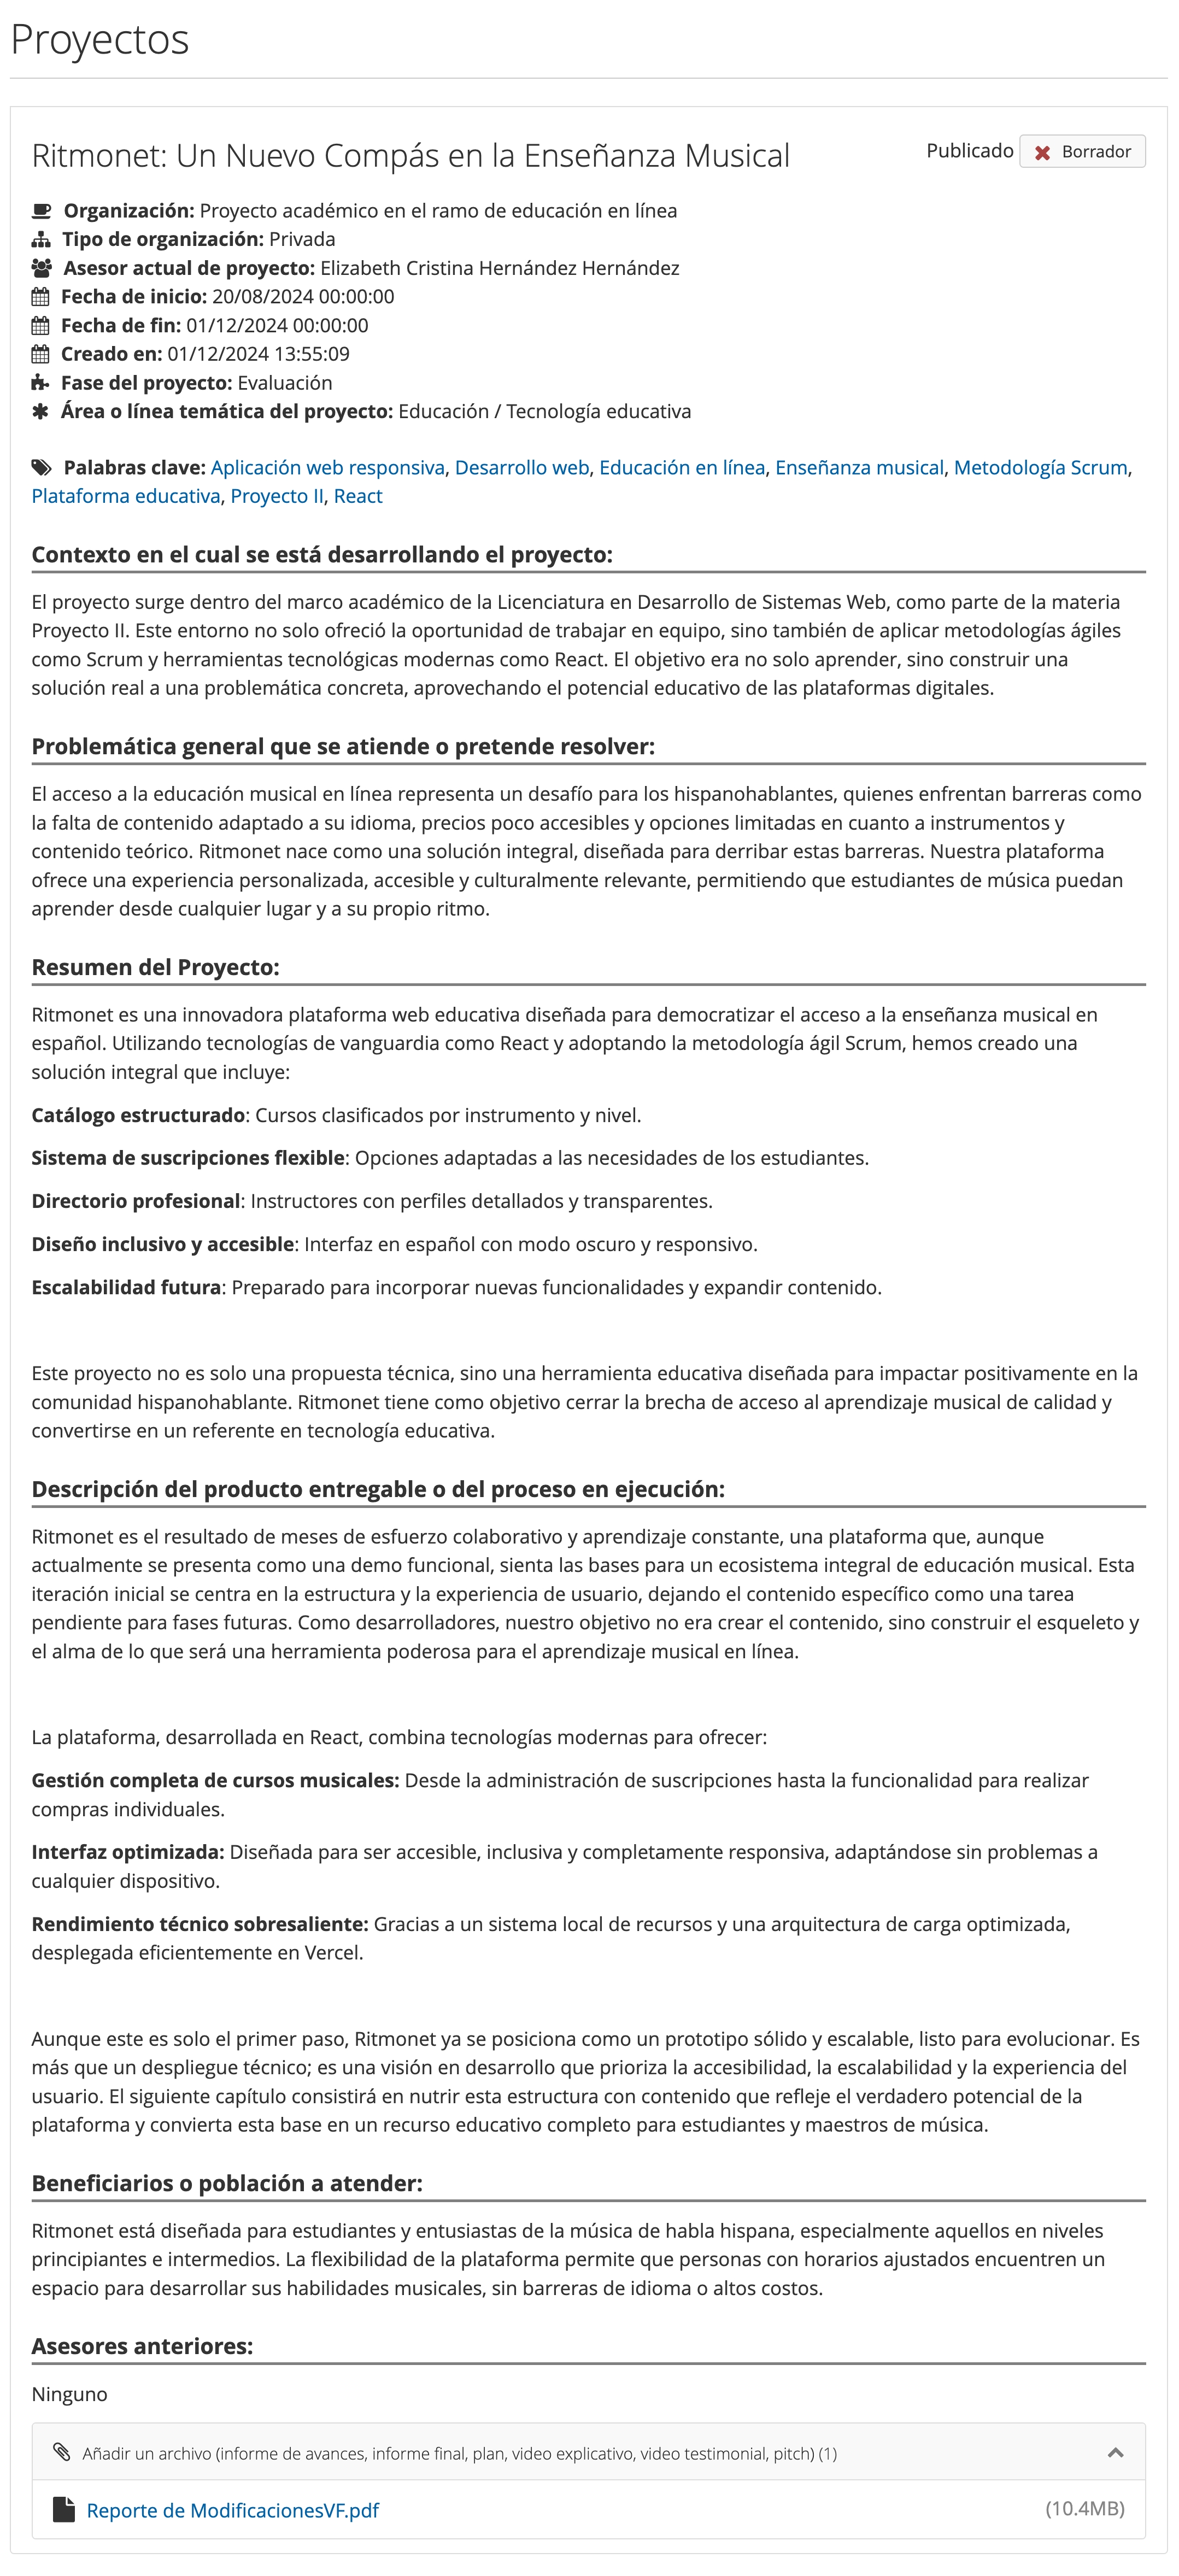 Proyectos
Ritmonet: Un Nuevo Compás en la Enseñanza Musical
Publicado Borrador
Organización: Proyecto académico en el ramo de educación en línea
Tipo de organización: Privada
Asesor actual de proyecto: Elizabeth Cristina Hernández Hernández
Fecha de inicio: 20/08/2024 00:00:00
Fecha de fin: 01/12/2024 00:00:00
Creado en: 01/12/2024 13:55:09
Fase del proyecto: Evaluación
Área o línea temática del proyecto: Educación / Tecnología educativa
Palabras clave: Aplicación web responsiva, Desarrollo web, Educación en línea, Enseñanza musical, Metodología Scrum,
Plataforma educativa, Proyecto II, React
Contexto en el cual se está desarrollando el proyecto:
El proyecto surge dentro del marco académico de la Licenciatura en Desarrollo de Sistemas Web, como parte de la materia
Proyecto II. Este entorno no solo ofreció la oportunidad de trabajar en equipo, sino también de aplicar metodologías ágiles
como Scrum y herramientas tecnológicas modernas como React. El objetivo era no solo aprender, sino construir una
solución real a una problemática concreta, aprovechando el potencial educativo de las plataformas digitales.
Problemática general que se atiende o pretende resolver:
El acceso a la educación musical en línea representa un desafío para los hispanohablantes, quienes enfrentan barreras como
la falta de contenido adaptado a su idioma, precios poco accesibles y opciones limitadas en cuanto a instrumentos y
contenido teórico. Ritmonet nace como una solución integral, diseñada para derribar estas barreras. Nuestra plataforma
ofrece una experiencia personalizada, accesible y culturalmente relevante, permitiendo que estudiantes de música puedan
aprender desde cualquier lugar y a su propio ritmo.
Resumen del Proyecto:
Ritmonet es una innovadora plataforma web educativa diseñada para democratizar el acceso a la enseñanza musical en
español. Utilizando tecnologías de vanguardia como React y adoptando la metodología ágil Scrum, hemos creado una
solución integral que incluye:
Catálogo estructurado: Cursos clasificados por instrumento y nivel.
Sistema de suscripciones flexible: Opciones adaptadas a las necesidades de los estudiantes.
Directorio profesional: Instructores con perfiles detallados y transparentes.
Diseño inclusivo y accesible: Interfaz en español con modo oscuro y responsivo.
Escalabilidad futura: Preparado para incorporar nuevas funcionalidades y expandir contenido.
Este proyecto no es solo una propuesta técnica, sino una herramienta educativa diseñada para impactar positivamente en la
comunidad hispanohablante. Ritmonet tiene como objetivo cerrar la brecha de acceso al aprendizaje musical de calidad y
convertirse en un referente en tecnología educativa.
Descripción del producto entregable o del proceso en ejecución:
Ritmonet es el resultado de meses de esfuerzo colaborativo y aprendizaje constante, una plataforma que, aunque
actualmente se presenta como una demo funcional, sienta las bases para un ecosistema integral de educación musical. Esta
iteración inicial se centra en la estructura y la experiencia de usuario, dejando el contenido específico como una tarea
pendiente para fases futuras. Como desarrolladores, nuestro objetivo no era crear el contenido, sino construir el esqueleto y
el alma de lo que será una herramienta poderosa para el aprendizaje musical en línea.
La plataforma, desarrollada en React, combina tecnologías modernas para ofrecer:
Gestión completa de cursos musicales: Desde la administración de suscripciones hasta la funcionalidad para realizar
compras individuales.
Interfaz optimizada: Diseñada para ser accesible, inclusiva y completamente responsiva, adaptándose sin problemas a
cualquier dispositivo.
Rendimiento técnico sobresaliente: Gracias a un sistema local de recursos y una arquitectura de carga optimizada,
desplegada eficientemente en Vercel.
Aunque este es solo el primer paso, Ritmonet ya se posiciona como un prototipo sólido y escalable, listo para evolucionar. Es
más que un despliegue técnico; es una visión en desarrollo que prioriza la accesibilidad, la escalabilidad y la experiencia del
usuario. El siguiente capítulo consistirá en nutrir esta estructura con contenido que refleje el verdadero potencial de la
plataforma y convierta esta base en un recurso educativo completo para estudiantes y maestros de música.
Beneficiarios o población a atender:
Ritmonet está diseñada para estudiantes y entusiastas de la música de habla hispana, especialmente aquellos en niveles
principiantes e intermedios. La flexibilidad de la plataforma permite que personas con horarios ajustados encuentren un
espacio para desarrollar sus habilidades musicales, sin barreras de idioma o altos costos.
Asesores anteriores:
Ninguno
Añadir un archivo (informe de avances, informe final, plan, video explicativo, video testimonial, pitch) (1)
Reporte de ModificacionesVF.pdf (10.4MB)